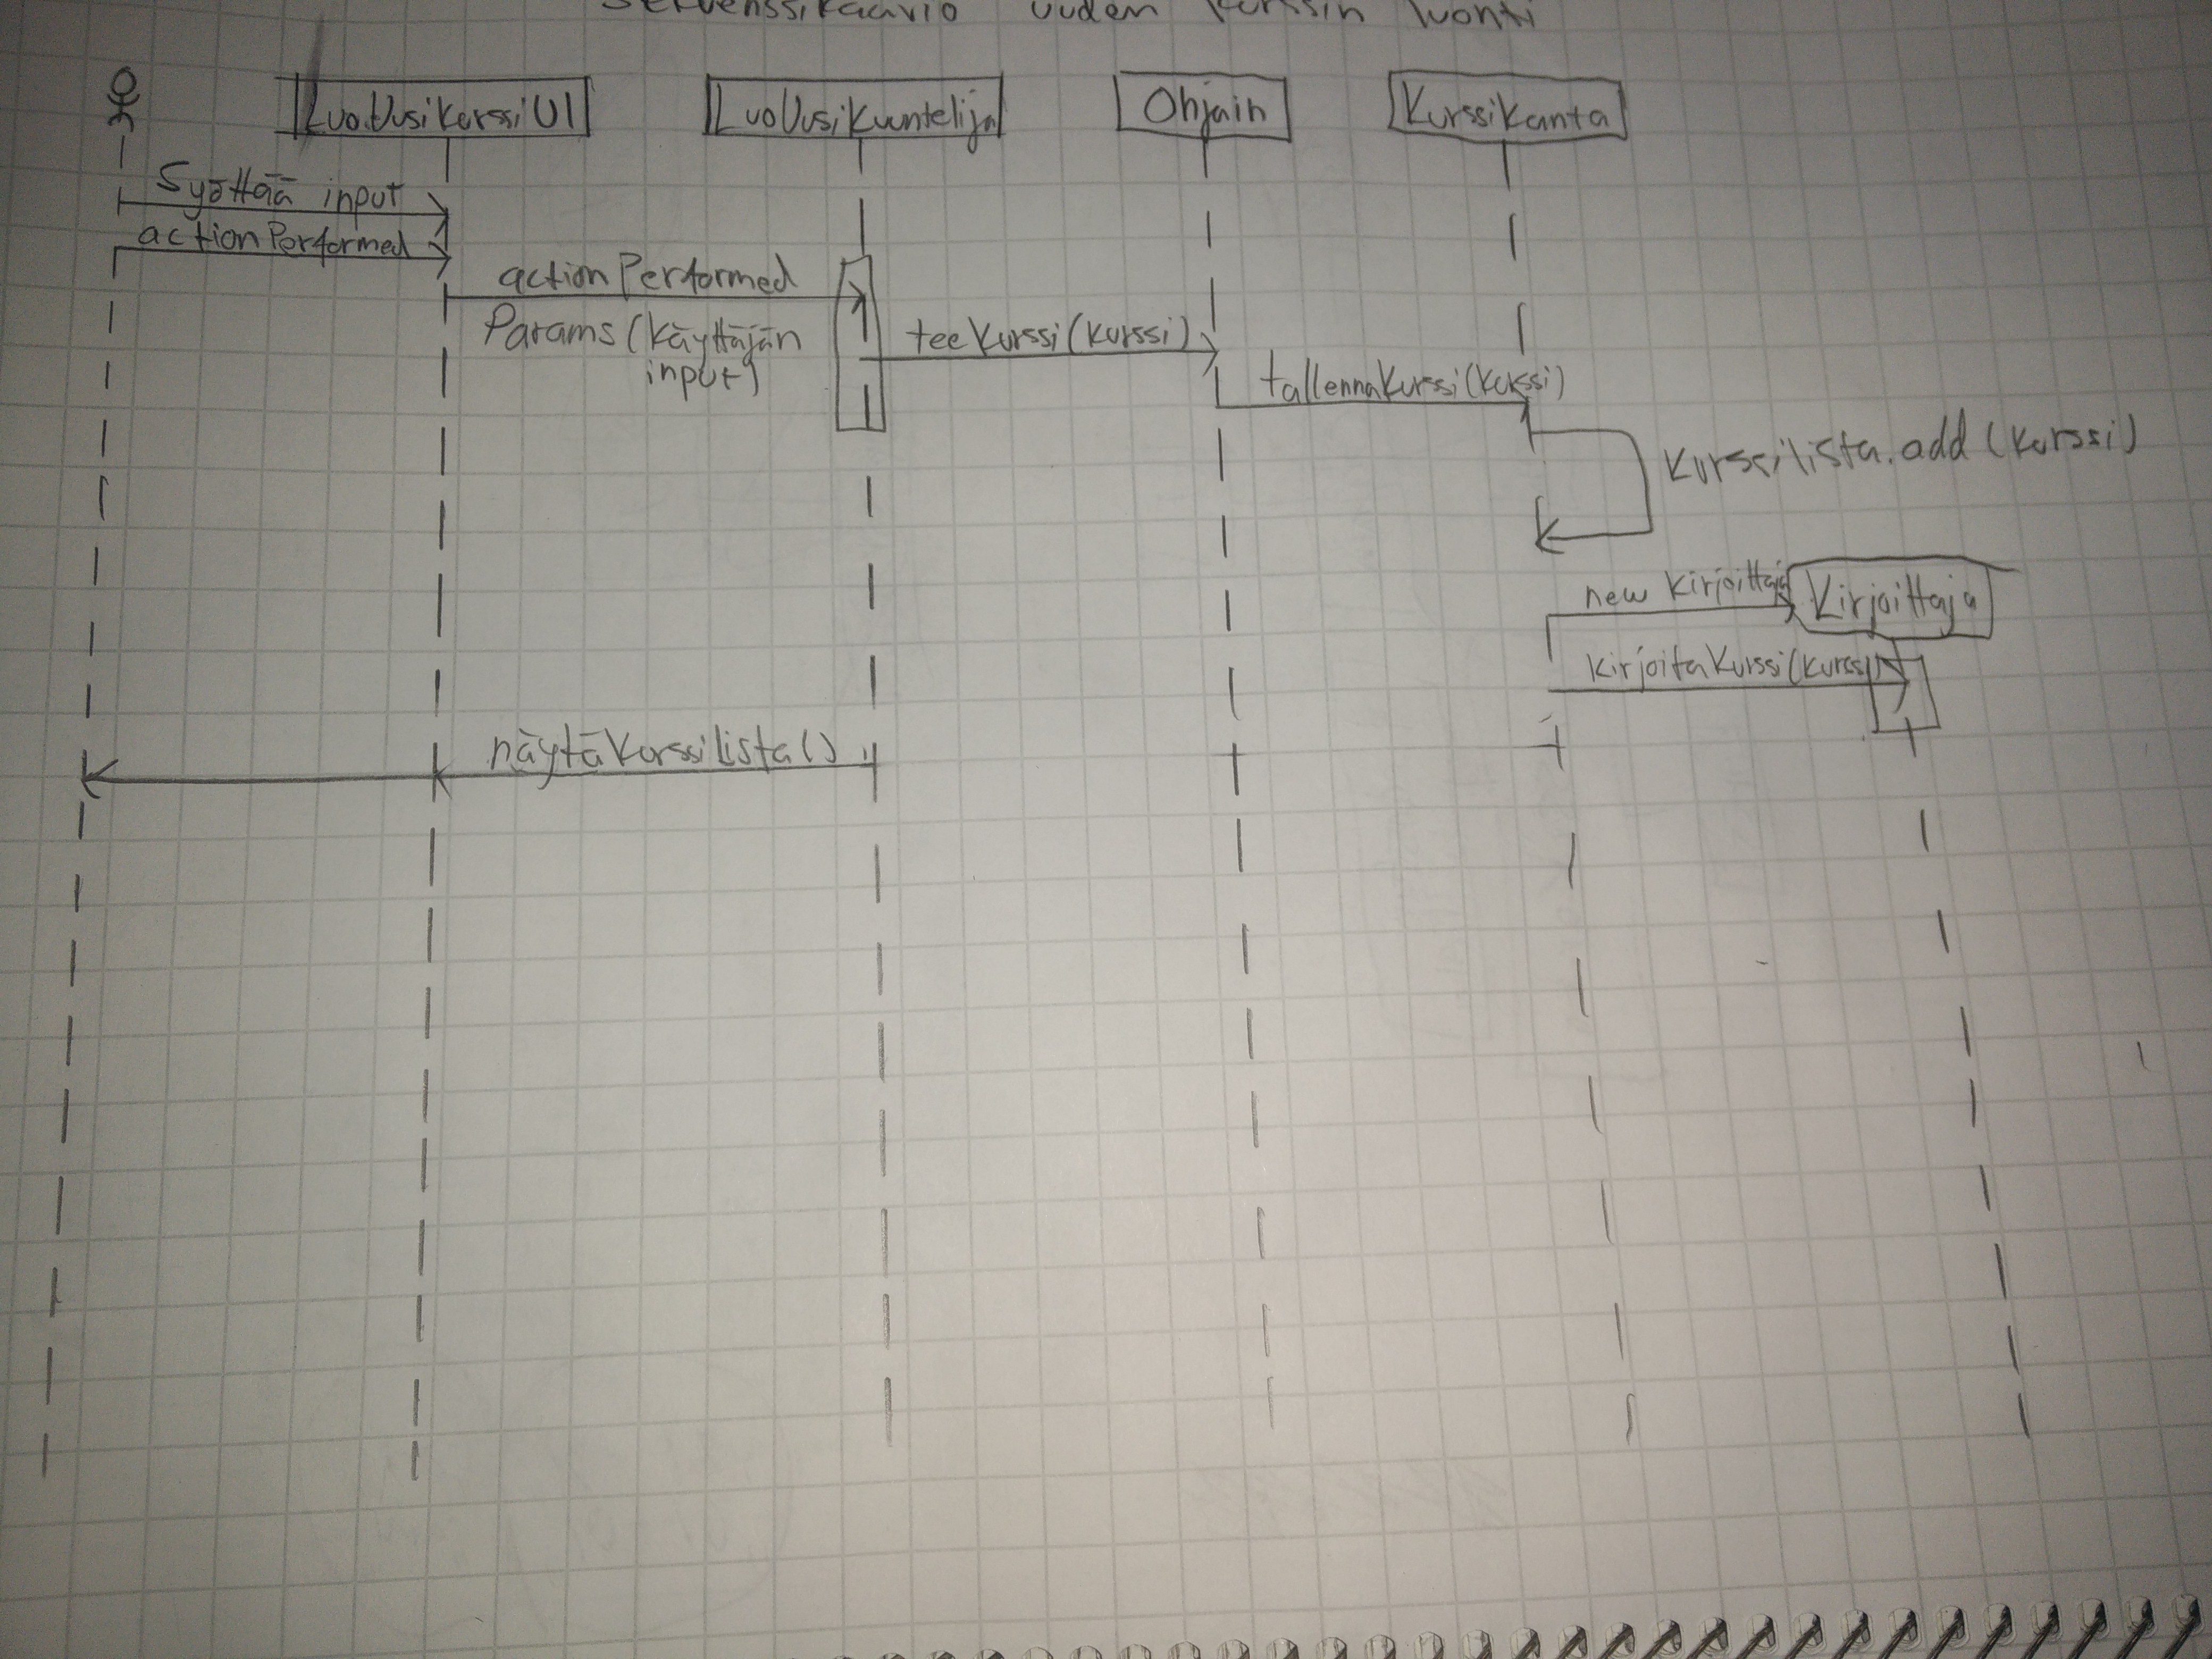 Sekvenssikaavio uuden kurssin luonti
LuoUusiKurssiUI
LuoUusiKuuntelija
Ohjain
Kurssikanta
Syöttää input
actionPerformed
actionPerformed
Params (käyttäjän
input)
teeKurssi(kurssi)
tallennaKurssi(kurssi)
Kurssilista.add(kurssi)
new Kirjoittaja
Kirjoittaja
KirjoitaKurssi(kurssi)
näytäKurssilista()